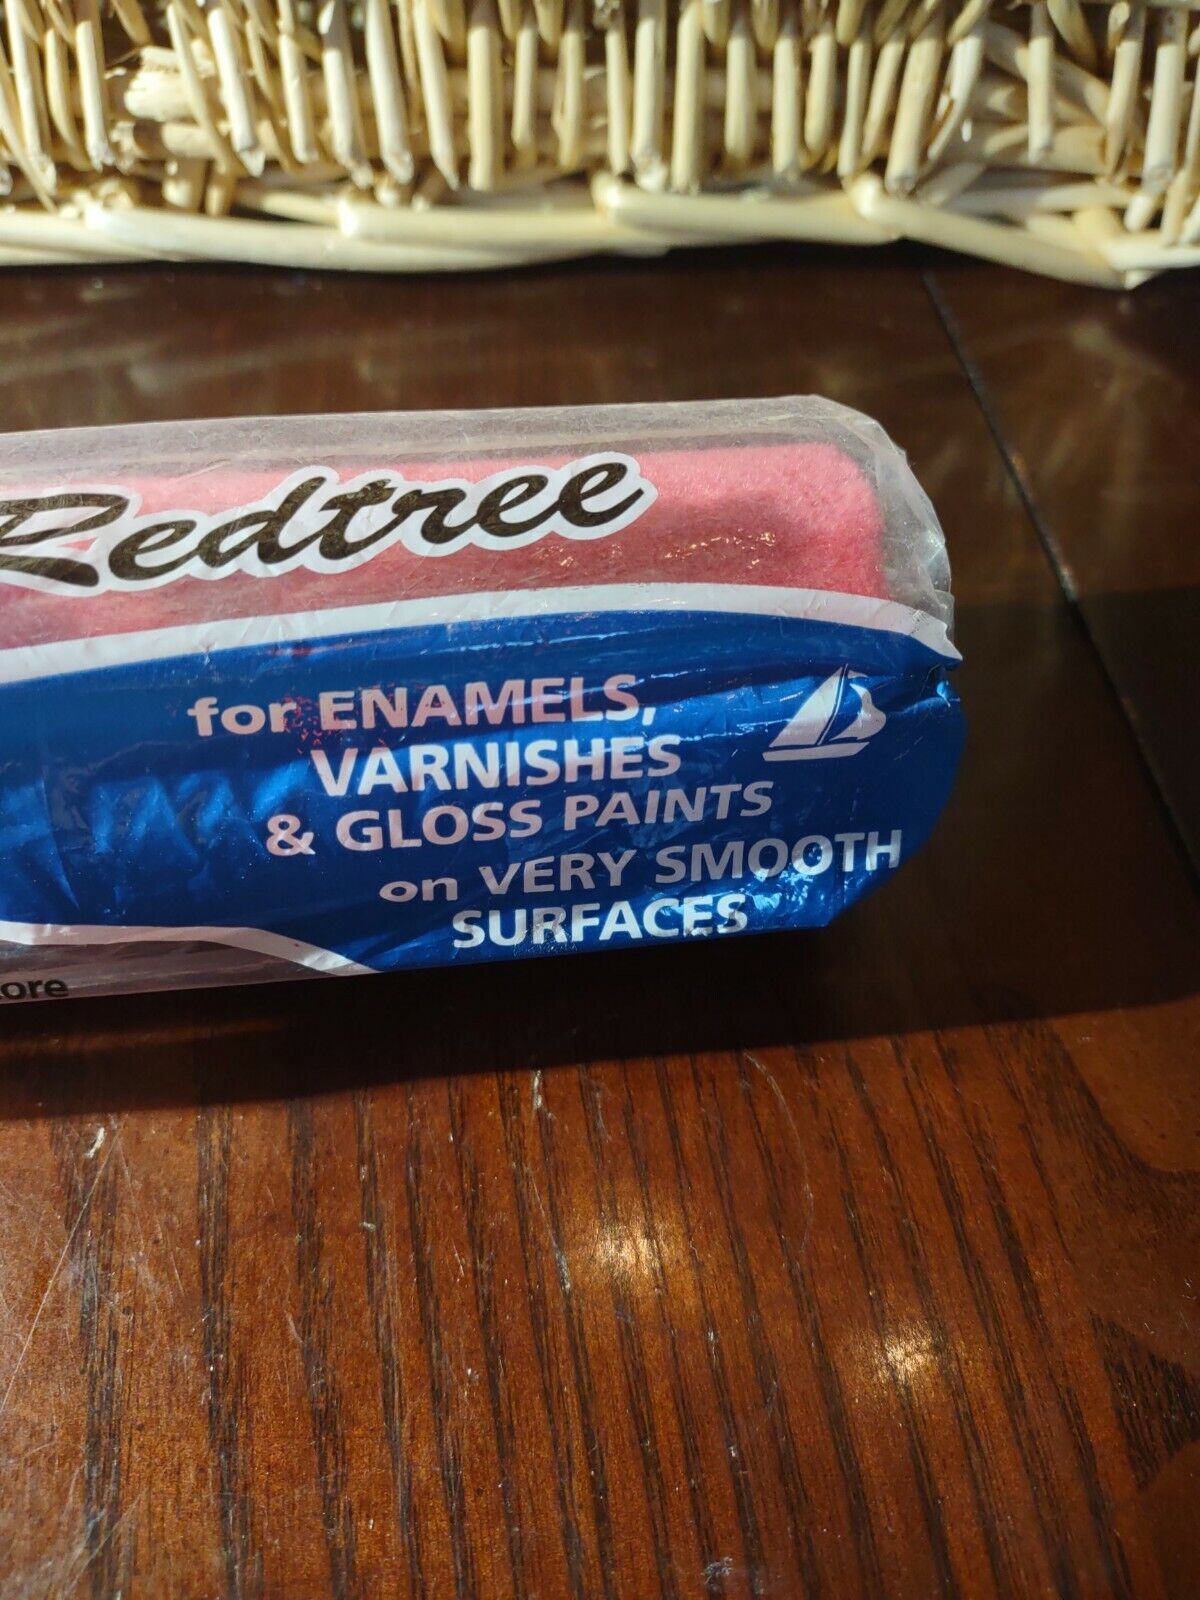 Redtree
for ENAMELS,
VARNISHES
& GLOSS PAINTS
on VERY SMOOTH
SURFACES